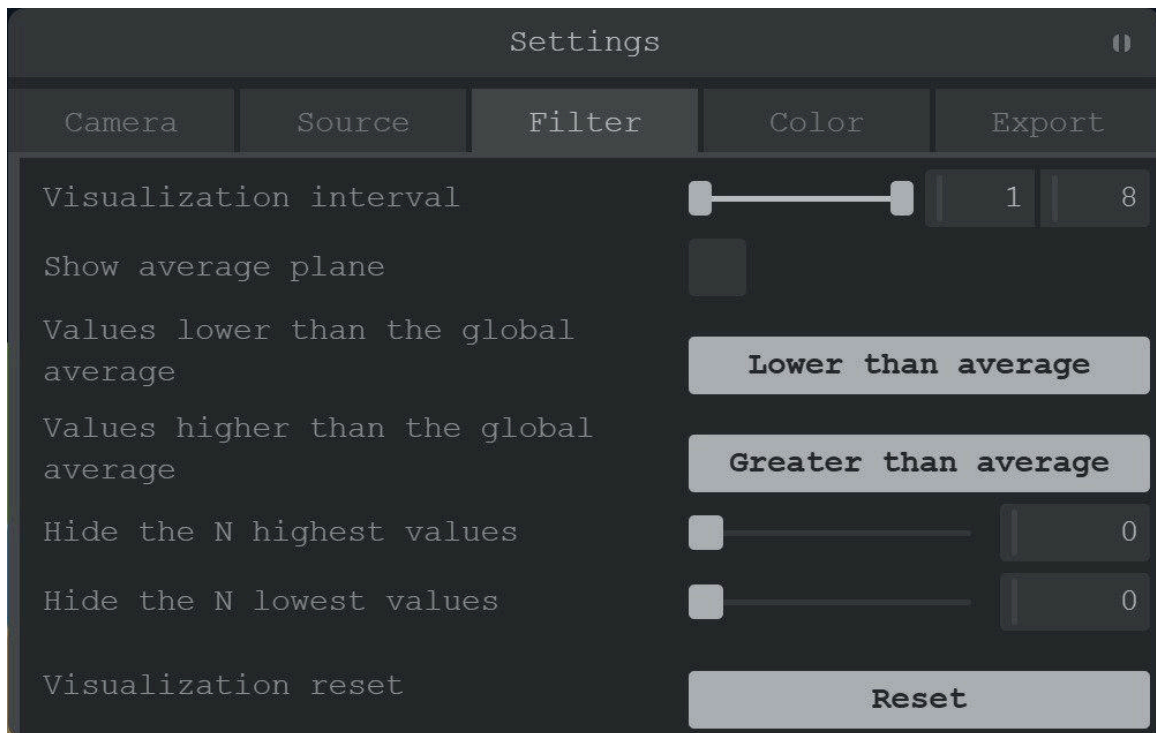 Settings
Camera Source Filter Color Export
Visualization interval 1 8
Show average plane
Values lower than the global
average Lower than average
Values higher than the global
average Greater than average
Hide the N highest values 0
Hide the N lowest values 0
Visualization reset Reset